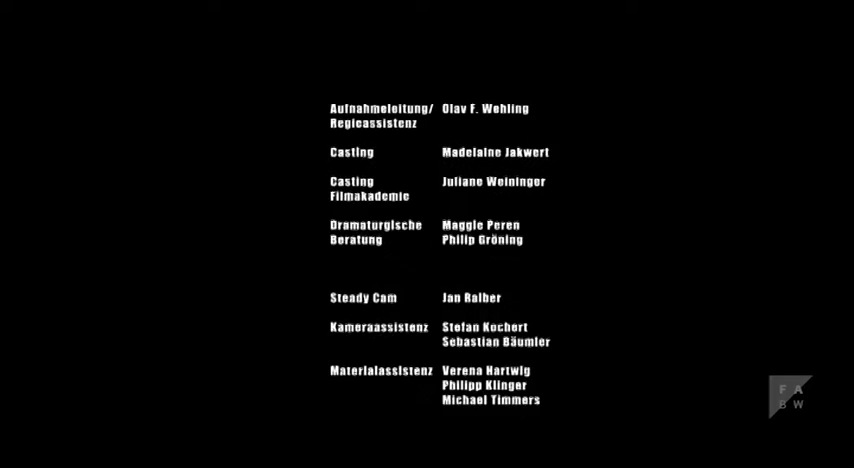 Aufnahmeleitung/ Olav F. Wehling
Regieassistenz
Casting Madelaine Jakwert
Casting Juliane Weininger
Filmakademie
Dramaturgische Maggie Peren
Beratung Philip Gröning
Steady Cam Jan Raiber
Kameraassistenz Stefan Kochert
Sebastian Bäumler
Materialassistenz Verena Hartwig
Philipp Klinger
Michael Timmers
F A
B W